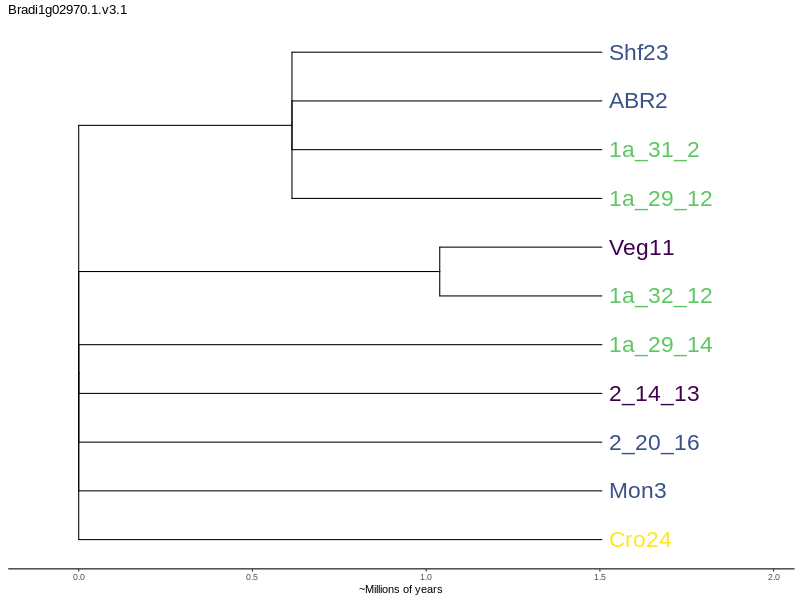 Bradi1g02970.1.v3.1
Shf23
ABR2
1a_31_2
1a_29_12
Veg11
1a_32_12
1a_29_14
2_14_13
2_20_16
Mon3
Cro24
0.0 0.5 1.0 1.5 2.0
~Millions of years